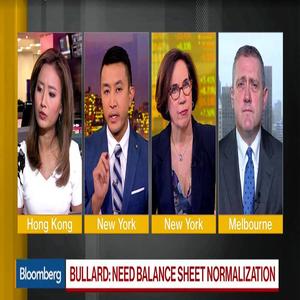 Hong Kong
New York
New York
Melbourne
Bloomberg
BULLARD: NEED BALANCE SHEET NORMALIZATION